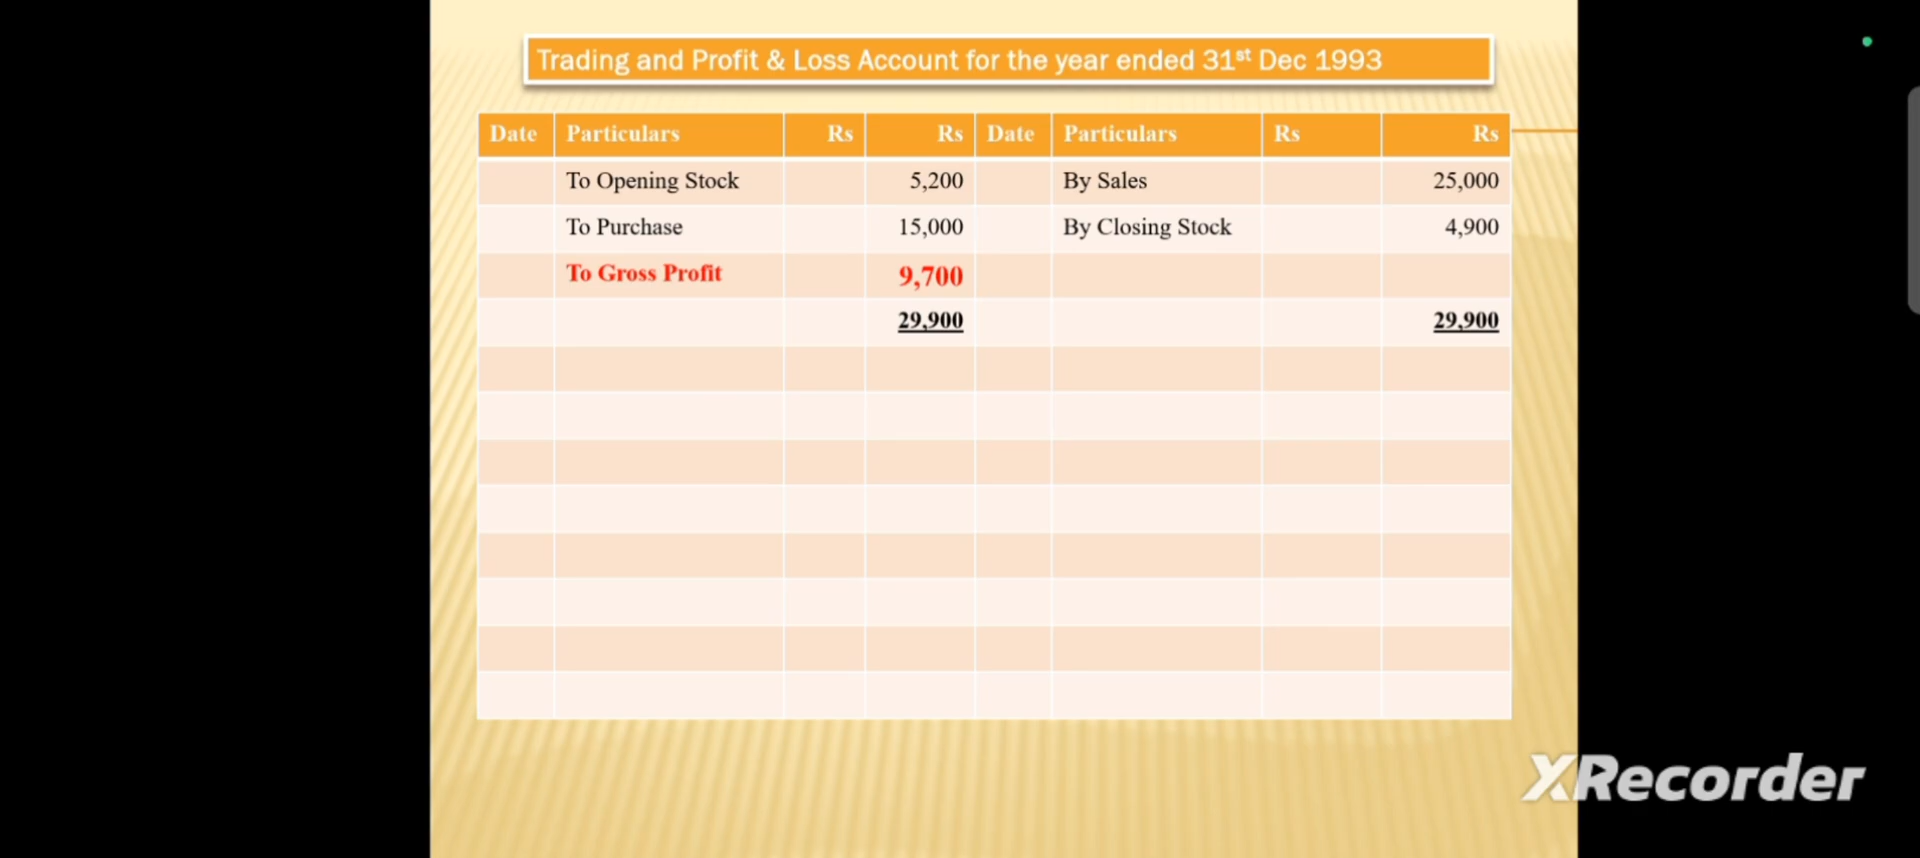 Trading and Profit & Loss Account for the year ended 31st Dec 1993
Date Particulars Rs Rs Date Particulars Rs Rs
To Opening Stock 5,200 By Sales 25,000
To Purchase 15,000 By Closing Stock 4,900
To Gross Profit 9,700
29,900 29,900
XRecorder